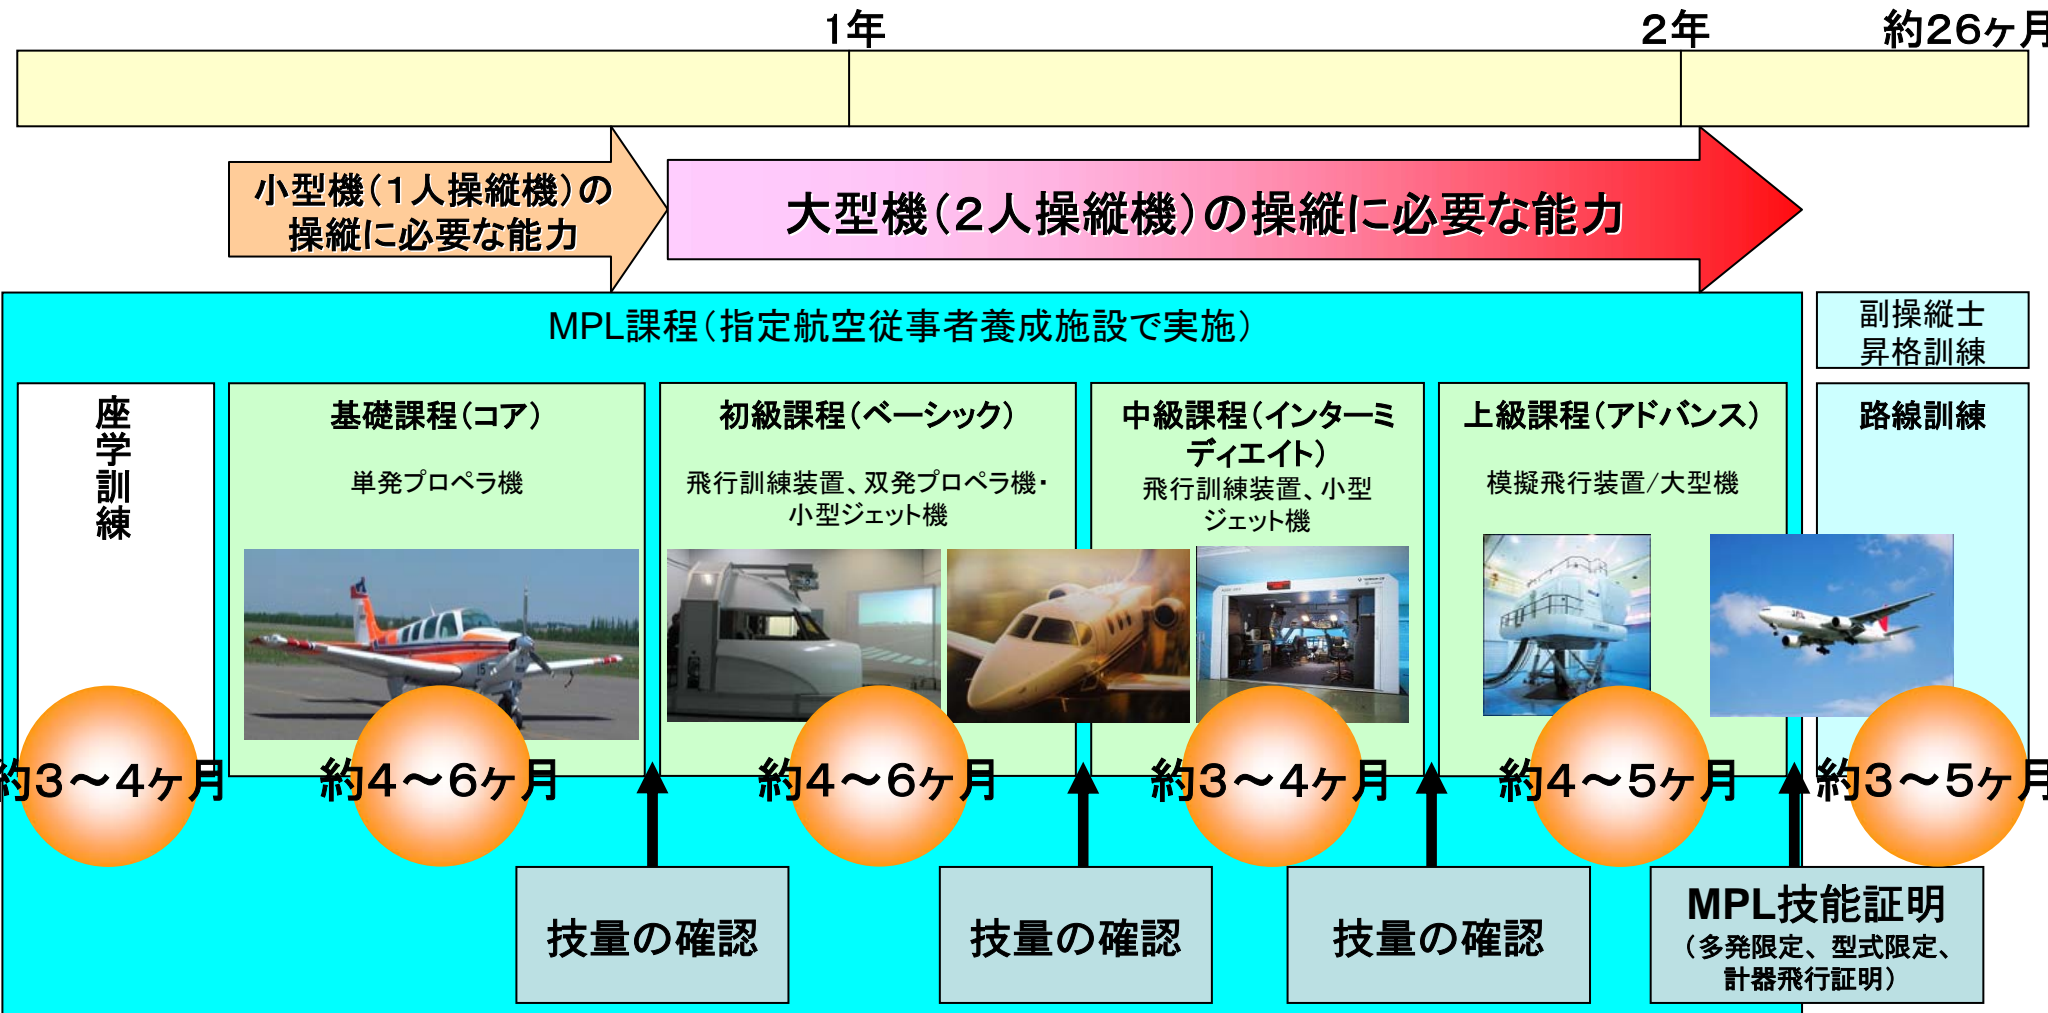 1年
2年
約26ヶ月
小型機(1人操縦機)の
操縦に必要な能力
大型機(2人操縦機)の操縦に必要な能力
MPL課程(指定航空従事者養成施設で実施)
副操縦士
昇格訓練
座学訓練
基礎課程(コア)
単発プロペラ機
初級課程(ベーシック)
飛行訓練装置、双発プロペラ機・
小型ジェット機
中級課程(インターミ
ディエイト)
飛行訓練装置、小型
ジェット機
上級課程(アドバンス)
模擬飛行装置/大型機
路線訓練
15
約3～4ヶ月
約4～6ヶ月
約4～6ヶ月
約3～4ヶ月
約4～5ヶ月
約3～5ヶ月
技量の確認
技量の確認
技量の確認
MPL技能証明
(多発限定、型式限定、
計器飛行証明)